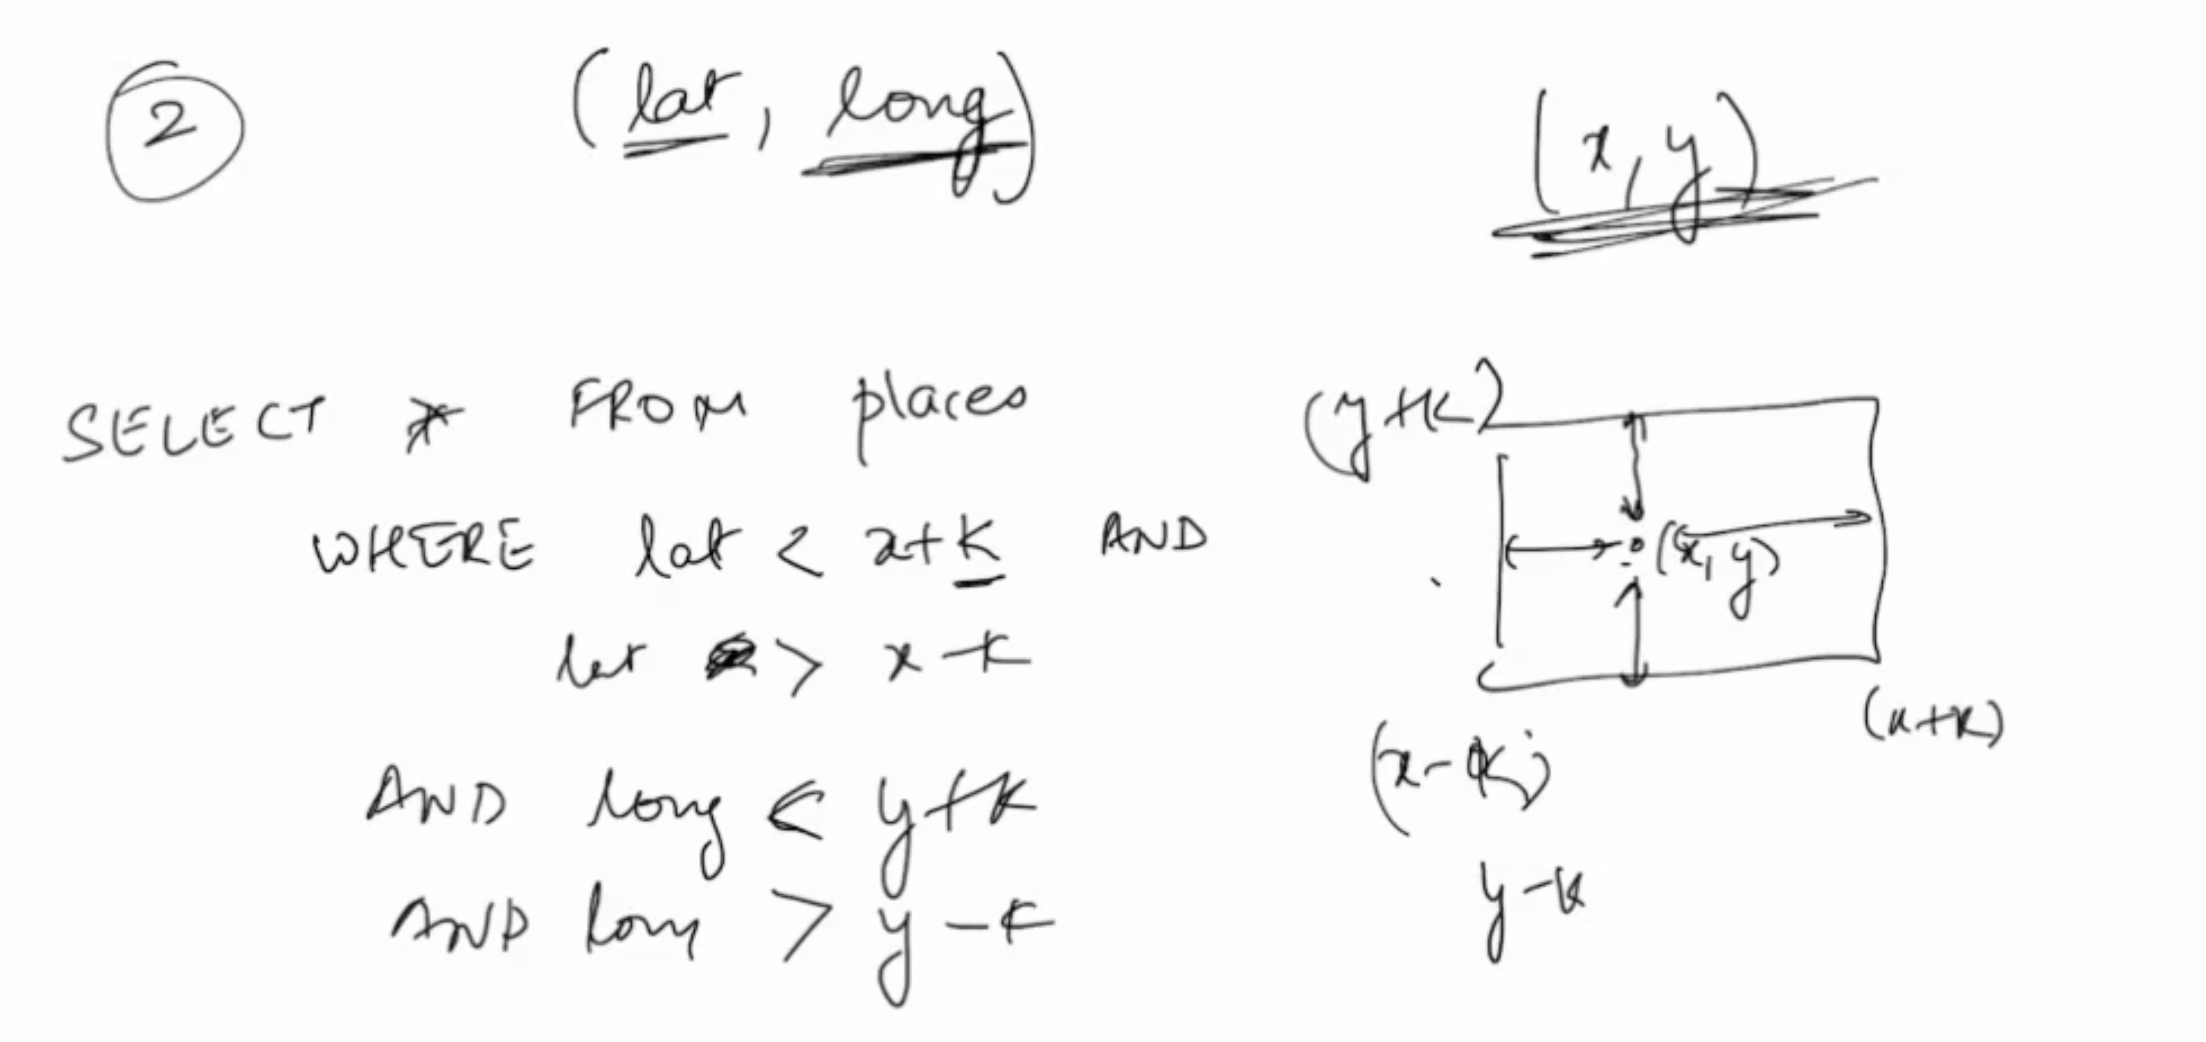 2
(lat, long)
(x, y)
SELECT * FROM places
WHERE lat < x+k AND
lat > x-k
AND long < y+k
AND long > y-k
(y+k)
(x, y)
(x+k)
(x-k)
y-k